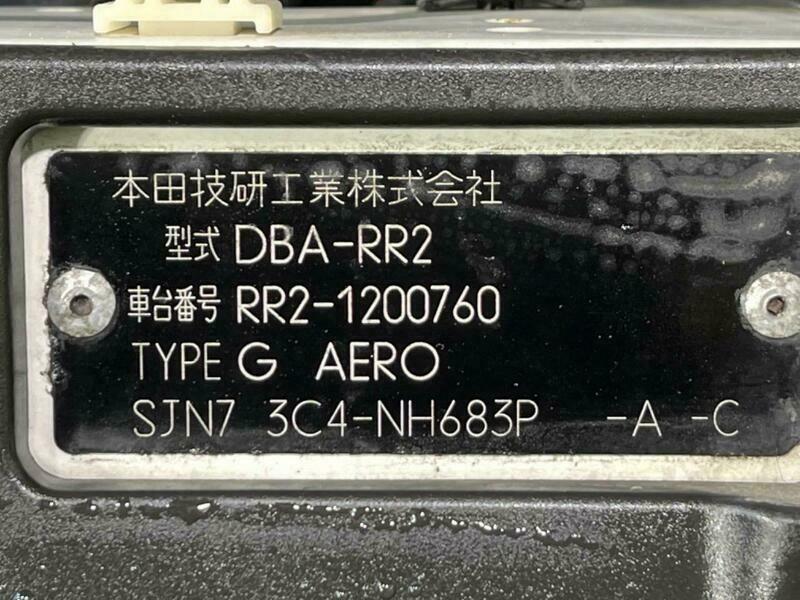 本田技研工業株式会社
型式 DBA-RR2
車台番号 RR2-1200760
TYPE G AERO
SJN7 3C4-NH683P -A -C